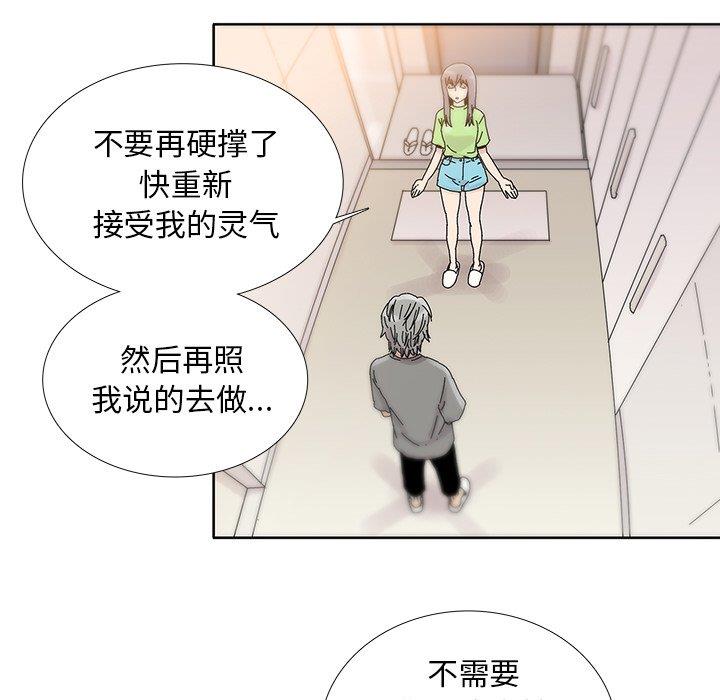 不要再硬撑了
快重新
接受我的灵气
然后再照
我说的去做...
不需要